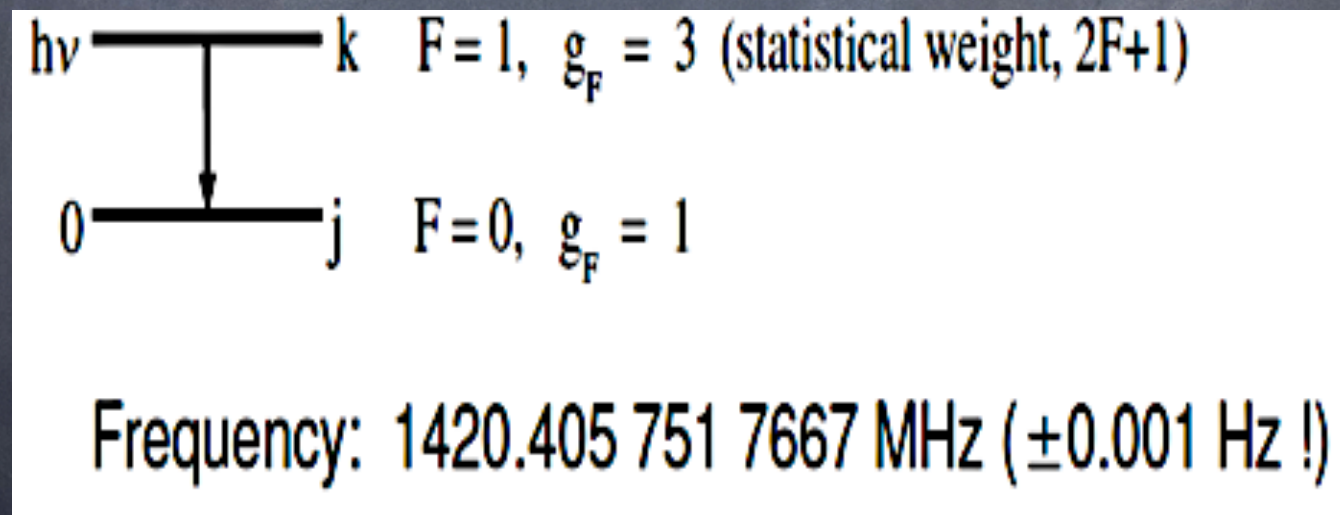 hν k F = 1, g_F = 3 (statistical weight, 2F+1)
0 j F = 0, g_F = 1
Frequency: 1420.405 751 7667 MHz (±0.001 Hz !)